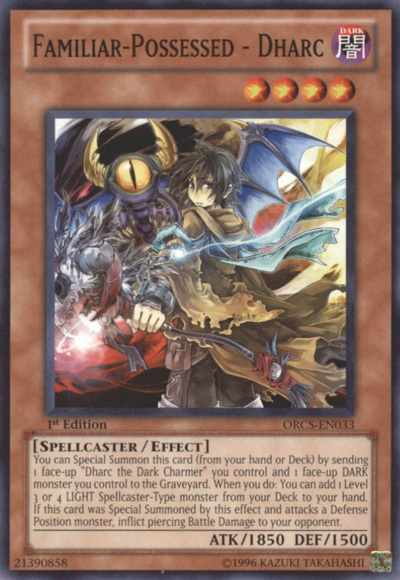 FAMILIAR-POSSESSED - DHARC
DARK
闇
1st Edition
ORCS-EN033
[SPELLCASTER / EFFECT]
You can Special Summon this card (from your hand or Deck) by sending
1 face-up "Dharc the Dark Charmer" you control and 1 face-up DARK
monster you control to the Graveyard. When you do: You can add 1 Level
3 or 4 LIGHT Spellcaster-Type monster from your Deck to your hand.
If this card was Special Summoned by this effect and attacks a Defense
Position monster, inflict piercing Battle Damage to your opponent.
ATK/1850 DEF/1500
21390858
©1996 KAZUKI TAKAHASHI